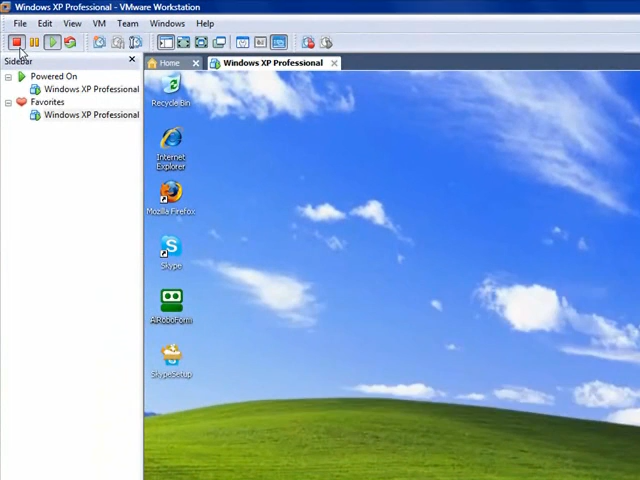 Windows XP Professional - VMware Workstation
File Edit View VM Team Windows Help
Sidebar
Home
Windows XP Professional
Powered On
Windows XP Professional
Favorites
Windows XP Professional
Recycle Bin
Internet
Explorer
Mozilla Firefox
Skype
AiRoboForm
SkypeSetup